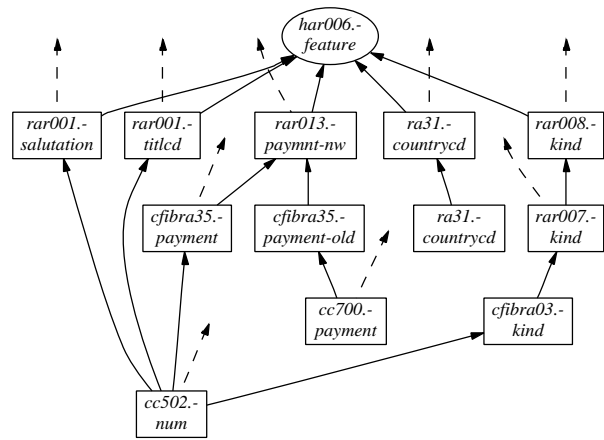 har006.-
feature
rar001.-
salutation
rar001.-
titlcd
rar013.-
paymnt-nw
ra31.-
countrycd
rar008.-
kind
cfibra35.-
payment
cfibra35.-
payment-old
ra31.-
countrycd
rar007.-
kind
cc700.-
payment
cfibra03.-
kind
cc502.-
num